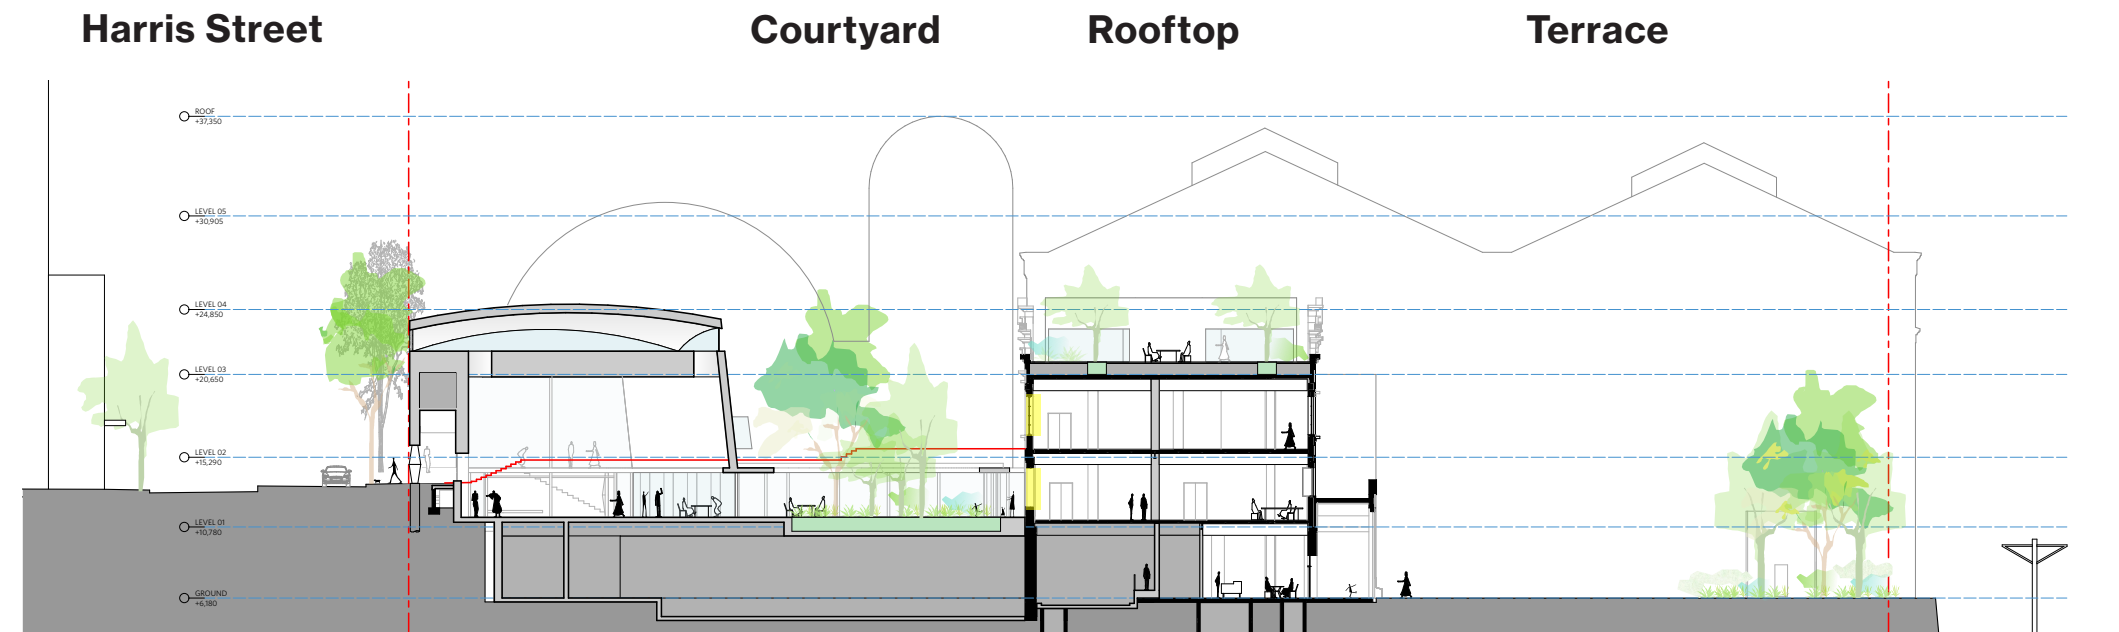 Harris Street
Courtyard
Rooftop
Terrace
ROOF
+37,350
LEVEL 05
+30,905
LEVEL 04
+24,850
LEVEL 03
+20,650
LEVEL 02
+15,290
LEVEL 01
+10,780
GROUND
+6,180